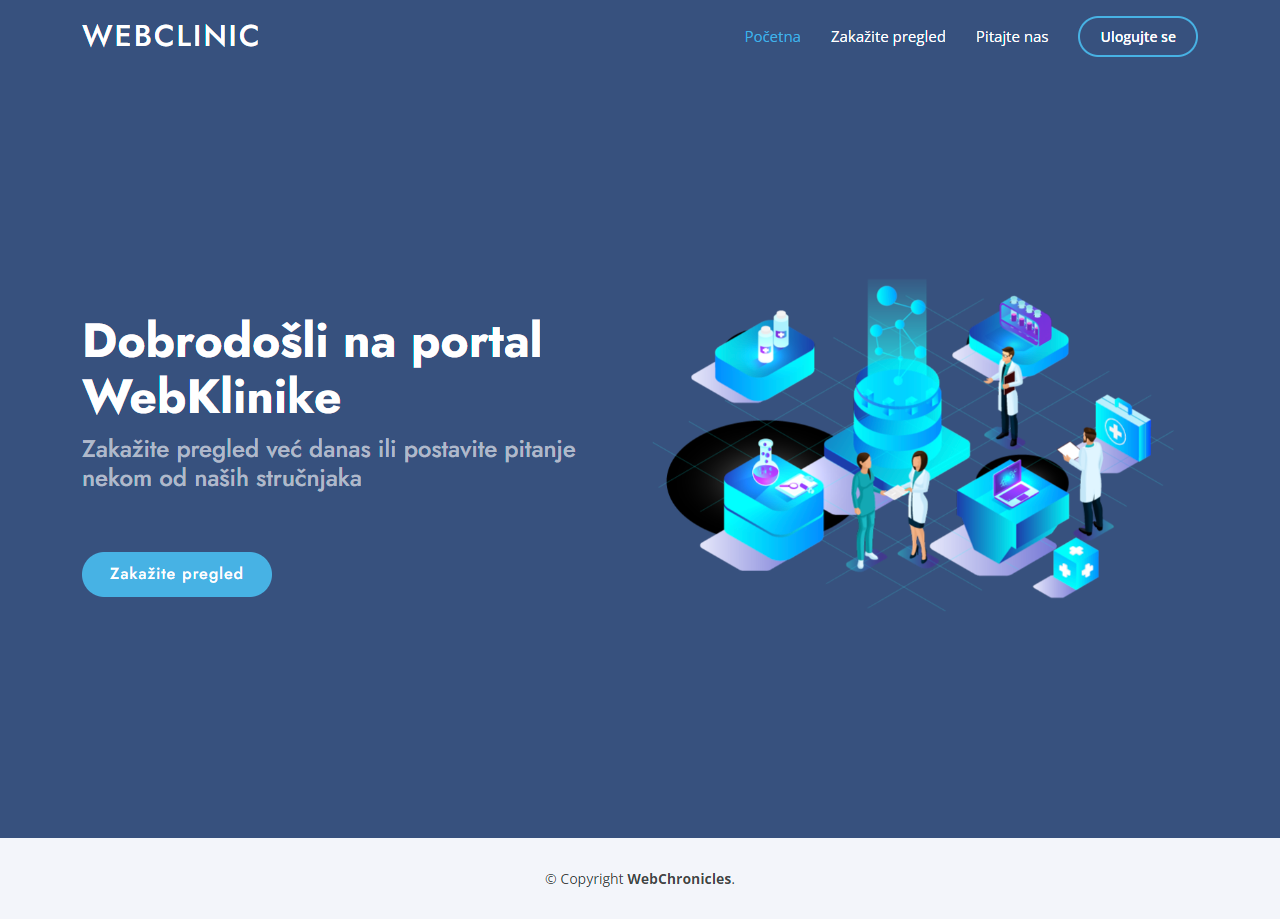 WEBCLINIC
Početna
Zakažite pregled
Pitajte nas
Ulogujte se
Dobrodošli na portal
WebKlinike
Zakažite pregled već danas ili postavite pitanje
nekom od naših stručnjaka
Zakažite pregled
© Copyright WebChronicles.